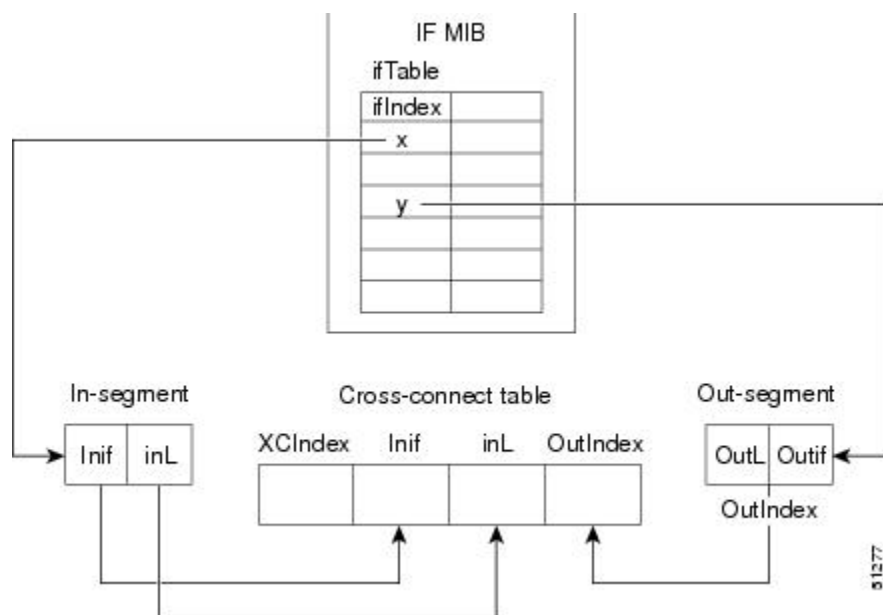 IF MIB
ifTable
ifIndex
x
y
In-segment
Cross-connect table
Out-segment
XCIndex Inif inL OutIndex
Inif inL
OutL Outif
OutIndex
51277